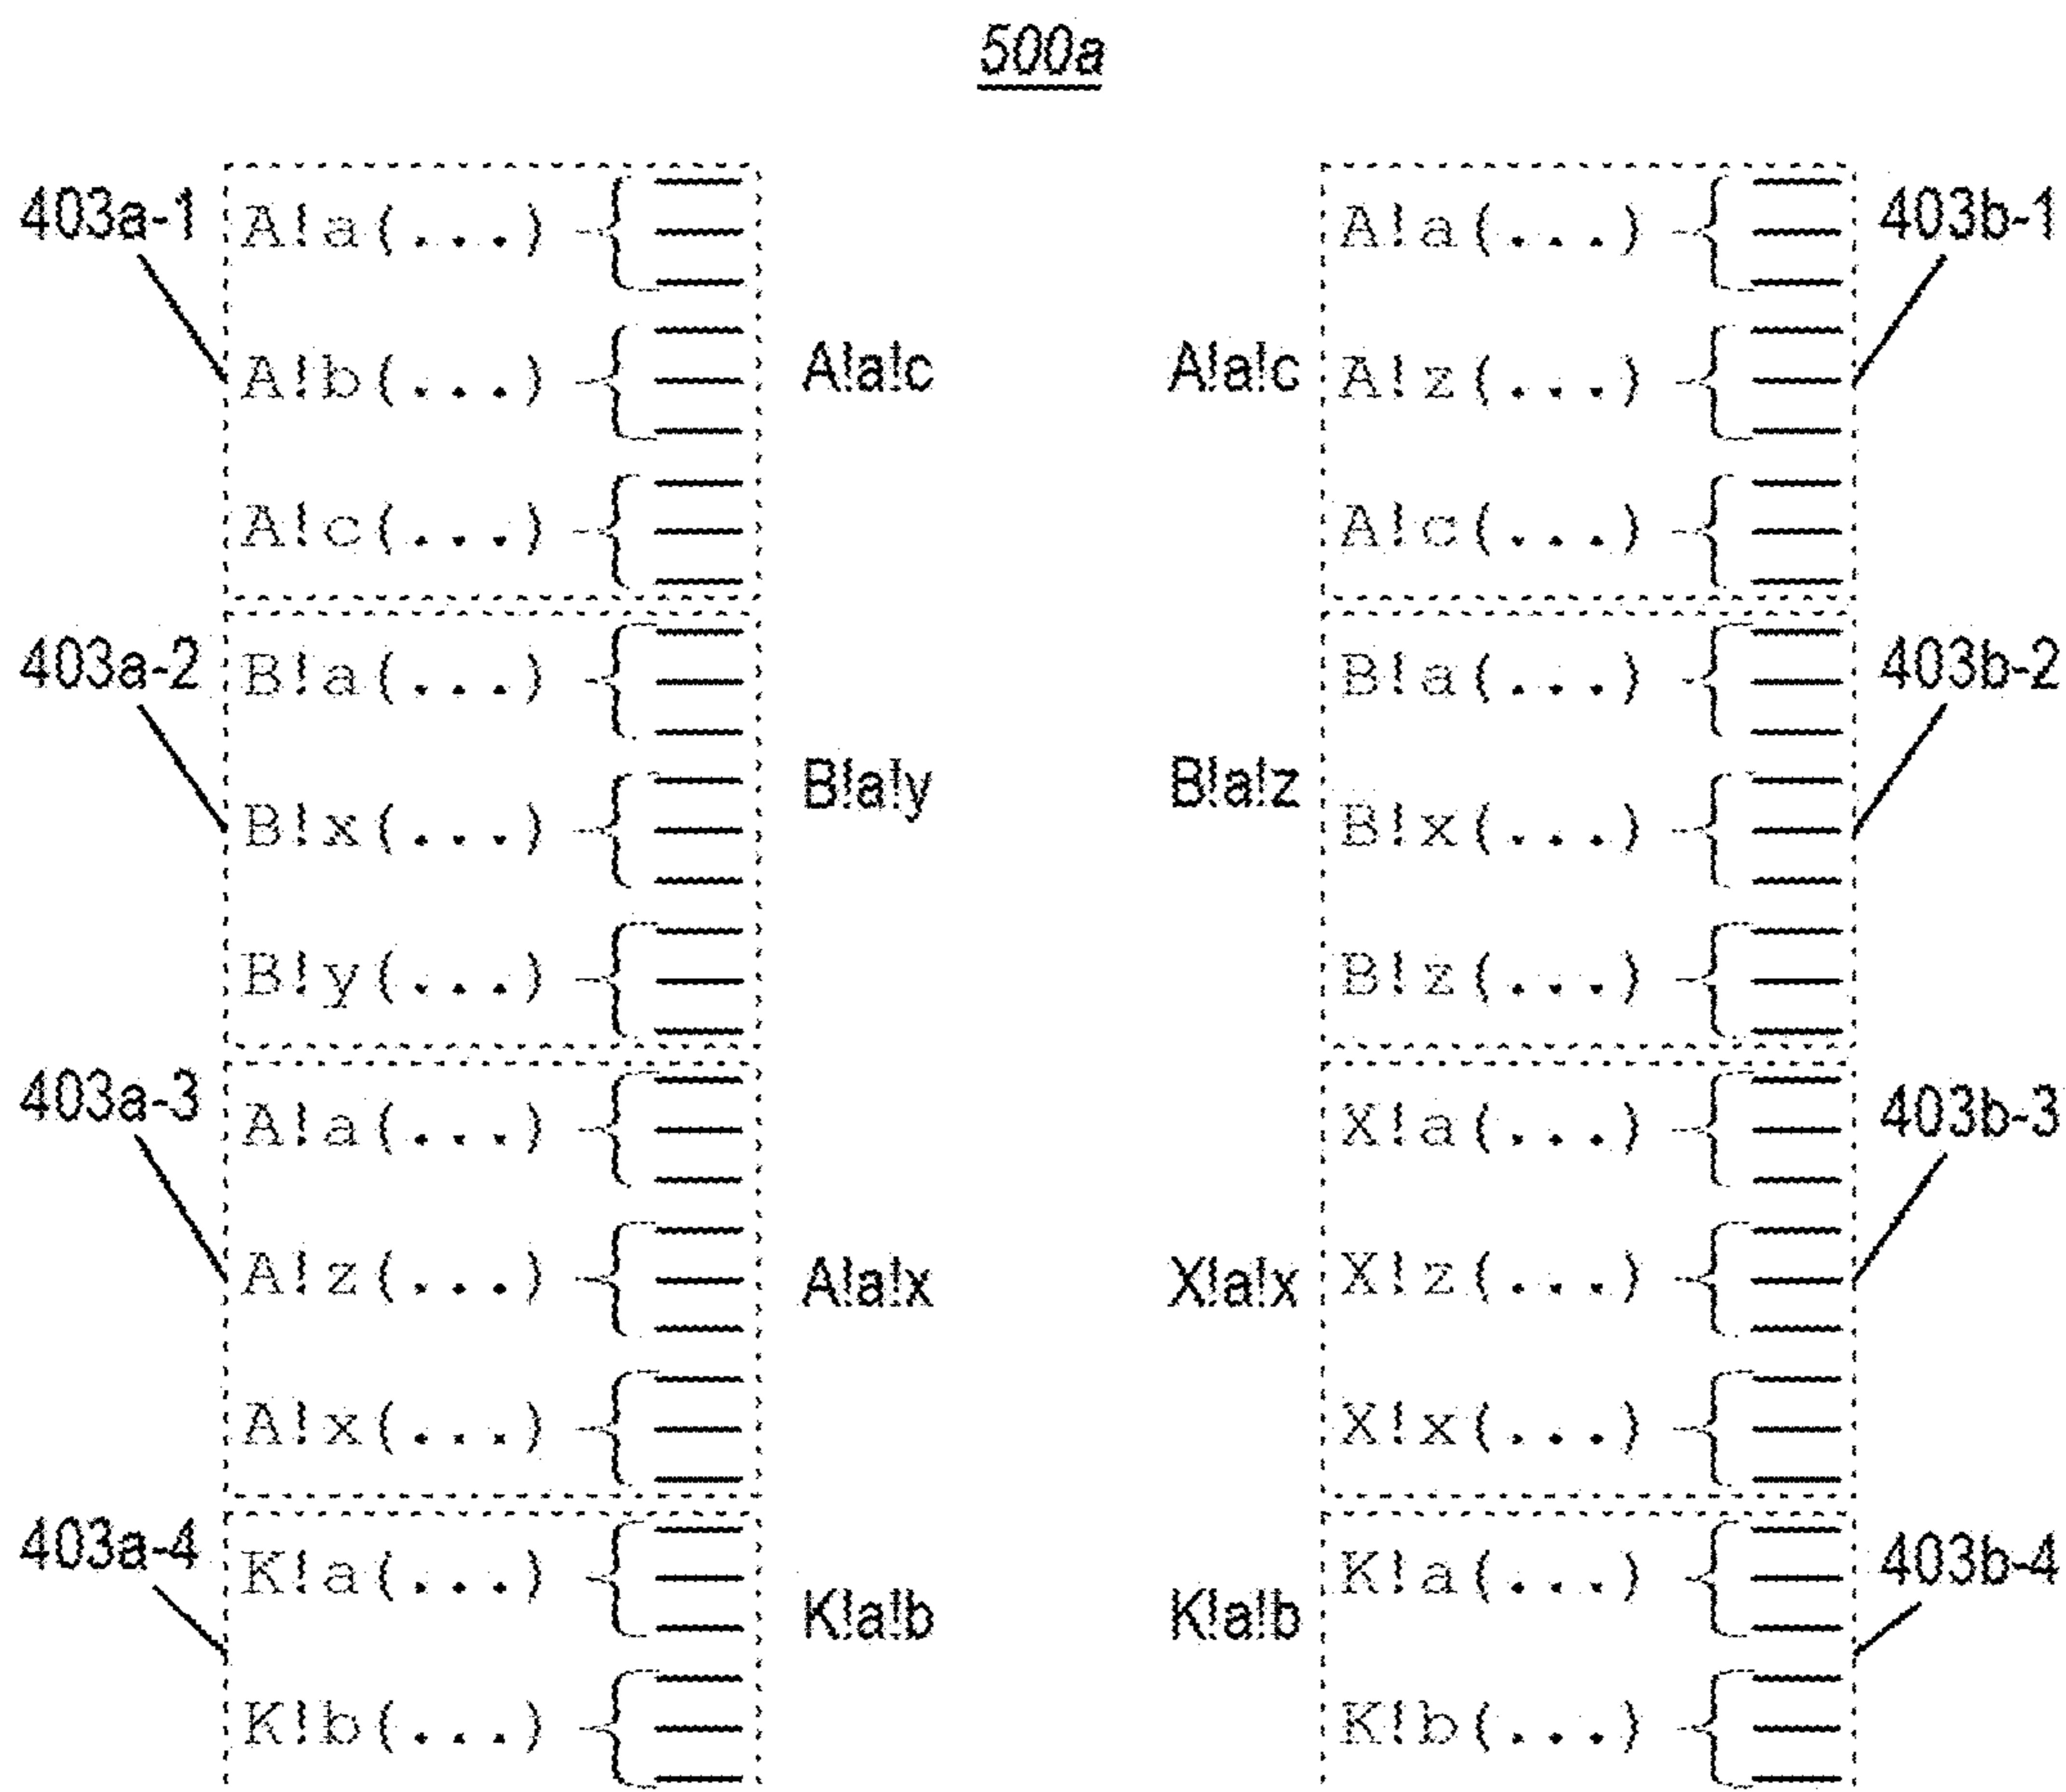 500a
403a-1 A!a(...) A!a(...) 403b-1
A!b(...) A!a!c A!a!c A!z(...)
A!c(...) A!c(...)
403a-2 B!a(...) B!a(...) 403b-2
B!a!y B!a!z
B!x(...) B!x(...)
B!y(...) B!z(...)
403a-3 A!a(...) X!a(...) 403b-3
A!z(...) A!a!x X!a!x X!z(...)
A!x(...) X!x(...)
403a-4 K!a(...) K!a(...) 403b-4
K!a!b K!a!b
K!b(...) K!b(...)